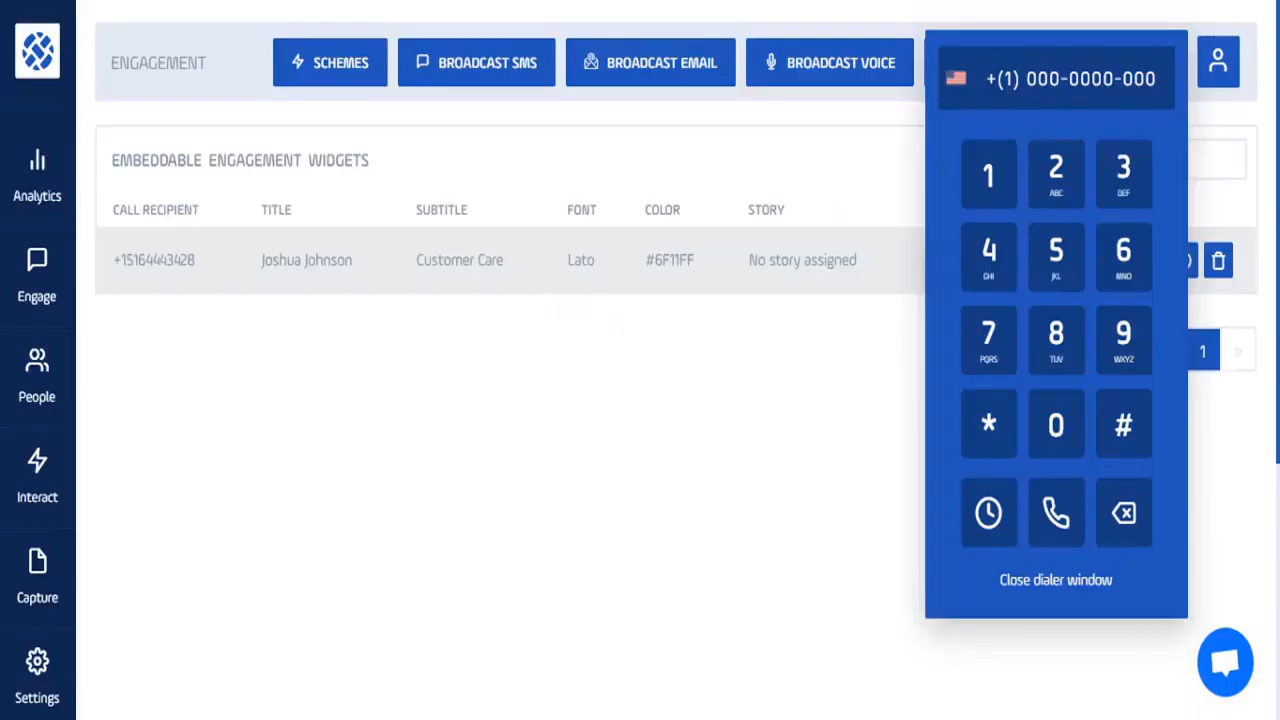 ENGAGEMENT
SCHEMES
BROADCAST SMS
BROADCAST EMAIL
BROADCAST VOICE
EMBEDDABLE ENGAGEMENT WIDGETS
CALL RECIPIENT TITLE SUBTITLE FONT COLOR STORY
+15164443428 Joshua Johnson Customer Care Lato #6F11FF No story assigned
1 »
Analytics
Engage
People
Interact
Capture
Settings
+(1) 000-0000-000
1 2 3
ABC DEF
4 5 6
GHI JKL MNO
7 8 9
PQRS TUV WXYZ
* 0 #
Close dialer window